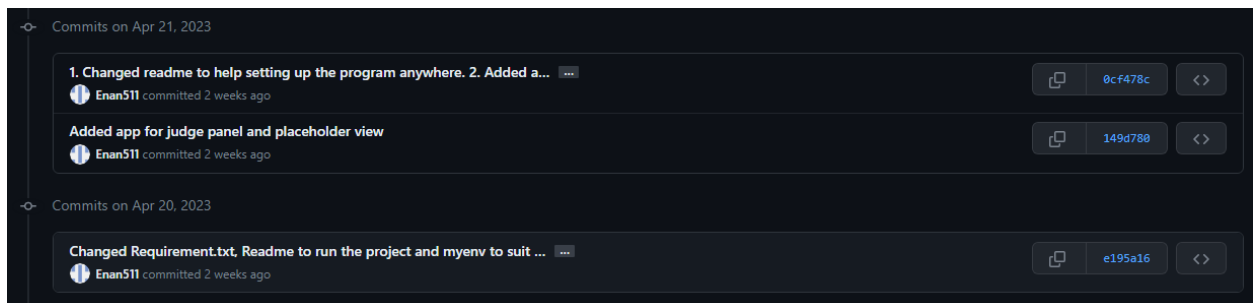 Commits on Apr 21, 2023
1. Changed readme to help setting up the program anywhere. 2. Added a... ...
Enan511 committed 2 weeks ago
0cf478c
Added app for judge panel and placeholder view
Enan511 committed 2 weeks ago
149d780
Commits on Apr 20, 2023
Changed Requirement.txt, Readme to run the project and myenv to suit ... ...
Enan511 committed 2 weeks ago
e195a16